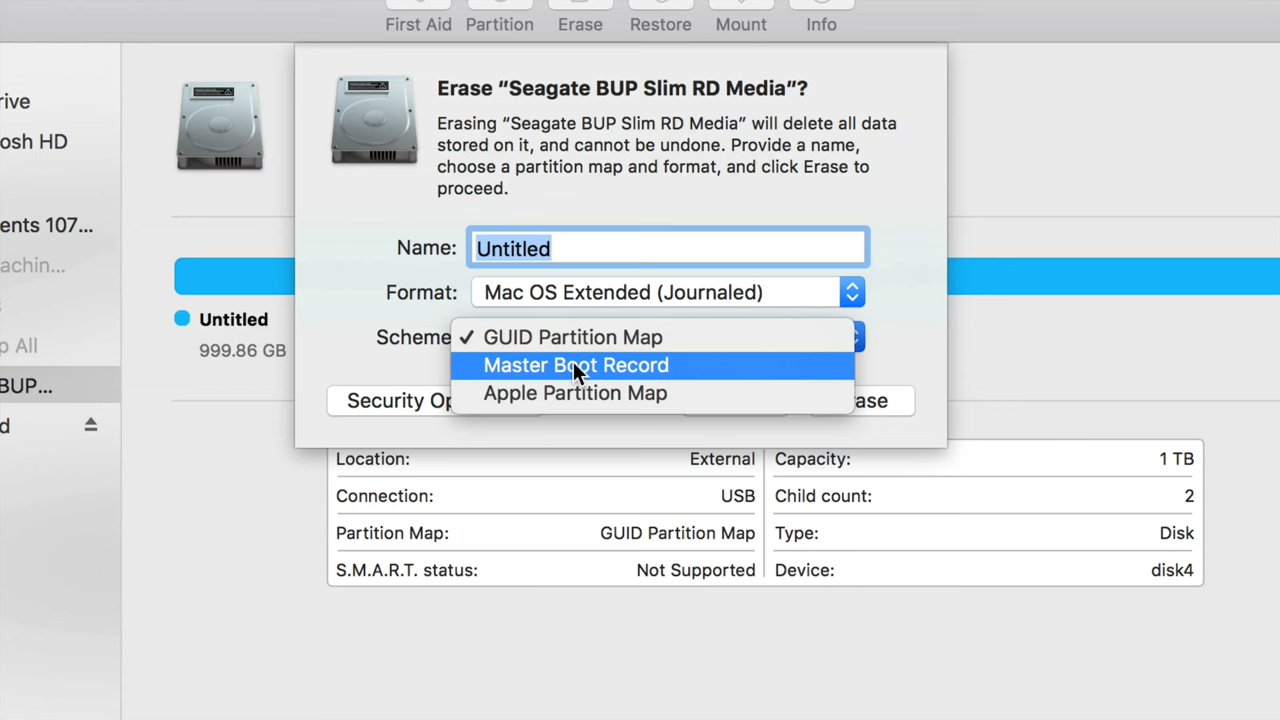 First Aid Partition Erase Restore Mount Info
rive
osh HD
ents 107...
achin...
p All
BUP...
d
Erase “Seagate BUP Slim RD Media”?
Erasing “Seagate BUP Slim RD Media” will delete all data
stored on it, and cannot be undone. Provide a name,
choose a partition map and format, and click Erase to
proceed.
Name: Untitled
Format: Mac OS Extended (Journaled)
Scheme ✓ GUID Partition Map
Master Boot Record
Apple Partition Map
Security Op
ase
Untitled
999.86 GB
Location: External
Connection: USB
Partition Map: GUID Partition Map
S.M.A.R.T. status: Not Supported
Capacity: 1 TB
Child count: 2
Type: Disk
Device: disk4